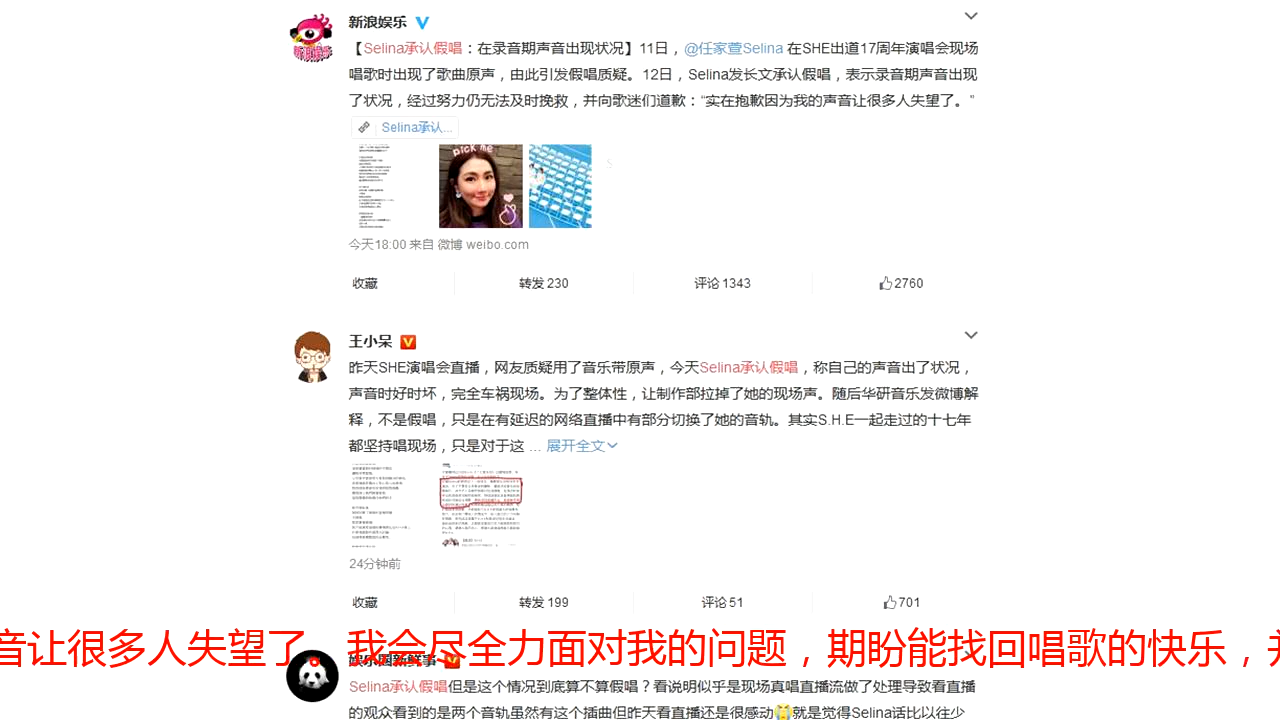 新浪娱乐
【Selina承认假唱：在录音期声音出现状况】11日，@任家萱Selina 在SHE出道17周年演唱会现场
唱歌时出现了歌曲原声，由此引发假唱质疑。12日，Selina发长文承认假唱，表示录音期声音出现
了状况，经过努力仍无法及时挽救，并向歌迷们道歉：“实在抱歉因为我的声音让很多人失望了。”
Selina承认...
PICK me
今天18:00 来自 微博 weibo.com
收藏 转发 230 评论 1343 2760
王小呆
昨天SHE演唱会直播，网友质疑用了音乐带原声，今天Selina承认假唱，称自己的声音出了状况，
声音时好时坏，完全车祸现场。为了整体性，让制作部拉掉了她的现场声。随后华研音乐发微博解
释，不是假唱，只是在有延迟的网络直播中有部分切换了她的音轨。其实S.H.E一起走过的十七年
都坚持唱现场，只是对于这 ... 展开全文
24分钟前
收藏 转发 199 评论 51 701
音让很多人失望了 我会尽全力面对我的问题，期盼能找回唱歌的快乐，
娱乐圈新鲜事
Selina承认假唱但是这个情况到底算不算假唱？看说明似乎是现场真唱直播流做了处理导致看直播
的观众看到的是两个音轨虽然有这个插曲但昨天看直播还是很感动 就是觉得Selina话比以往少